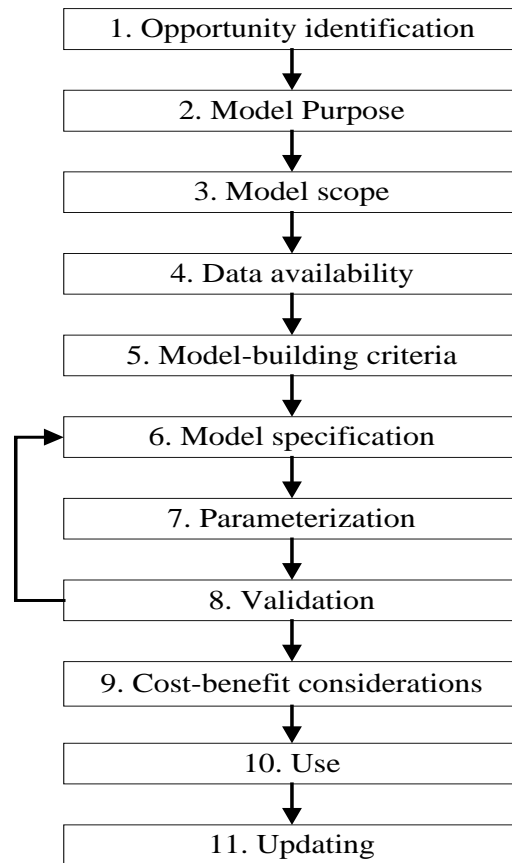 1. Opportunity identification
2. Model Purpose
3. Model scope
4. Data availability
5. Model-building criteria
6. Model specification
7. Parameterization
8. Validation
9. Cost-benefit considerations
10. Use
11. Updating